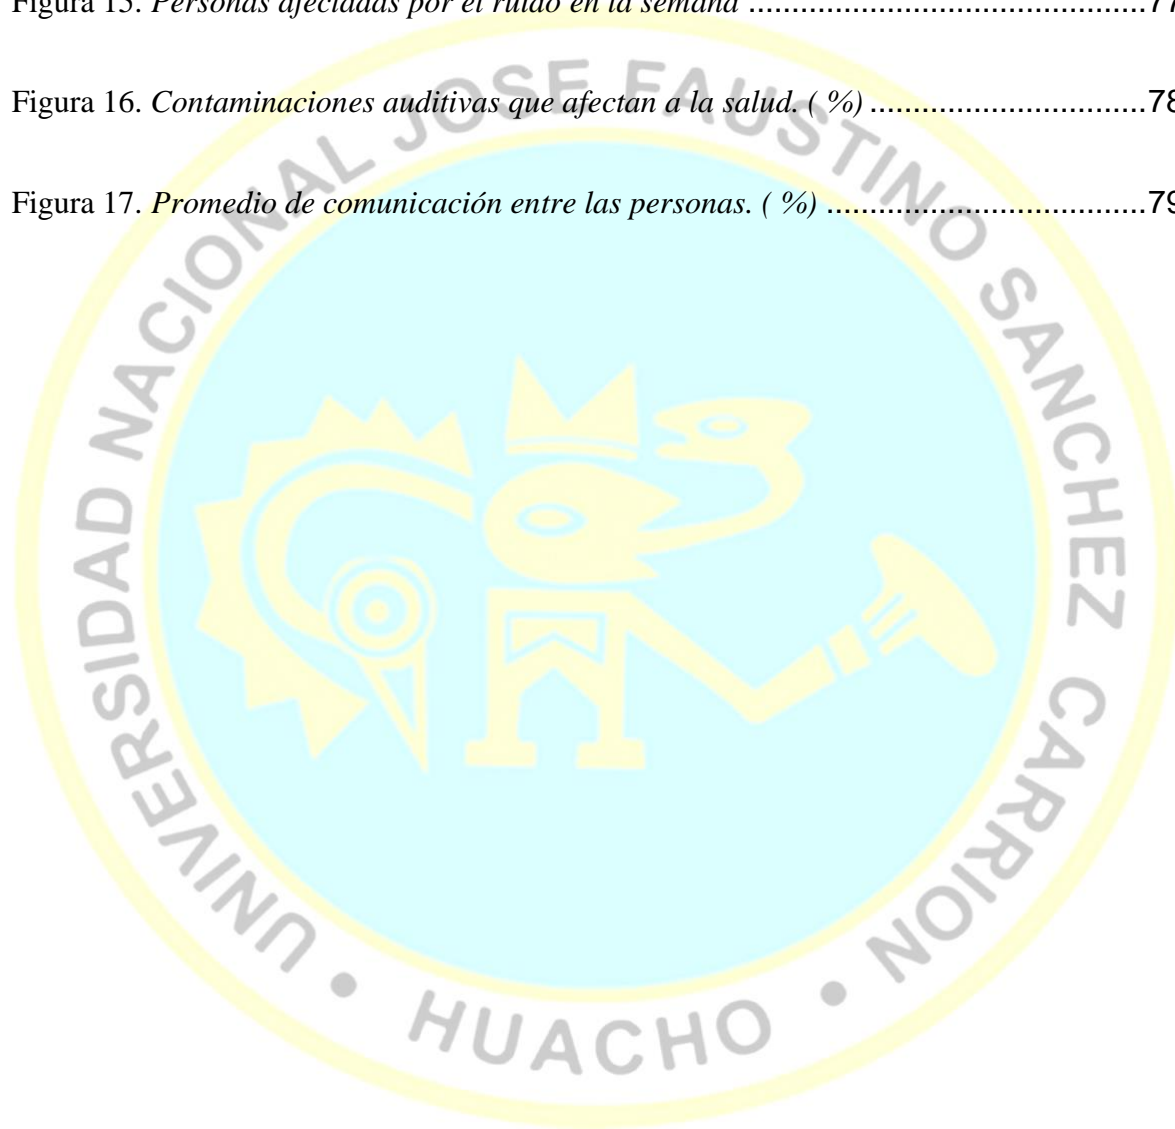 Figura 15. Personas afectadas por el ruido en la semana ........................................... 77
Figura 16. Contaminaciones auditivas que afectan a la salud. ( %) .............................. 78
Figura 17. Promedio de comunicación entre las personas. ( %) ................................... 79
UNIVERSIDAD NACIONAL JOSE FAUSTINO SANCHEZ CARRION
• HUACHO •